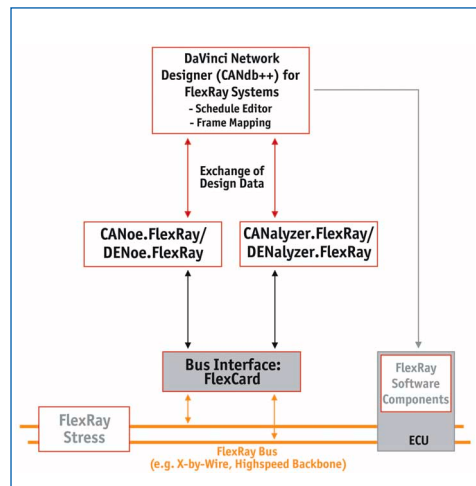 DaVinci Network
Designer (CANdb++) for
FlexRay Systems
- Schedule Editor
- Frame Mapping
Exchange of
Design Data
CANoe.FlexRay/
DENoe.FlexRay
CANalyzer.FlexRay/
DENalyzer.FlexRay
Bus Interface:
FlexCard
FlexRay
Software
Components
ECU
FlexRay
Stress
FlexRay Bus
(e.g. X-by-Wire, Highspeed Backbone)